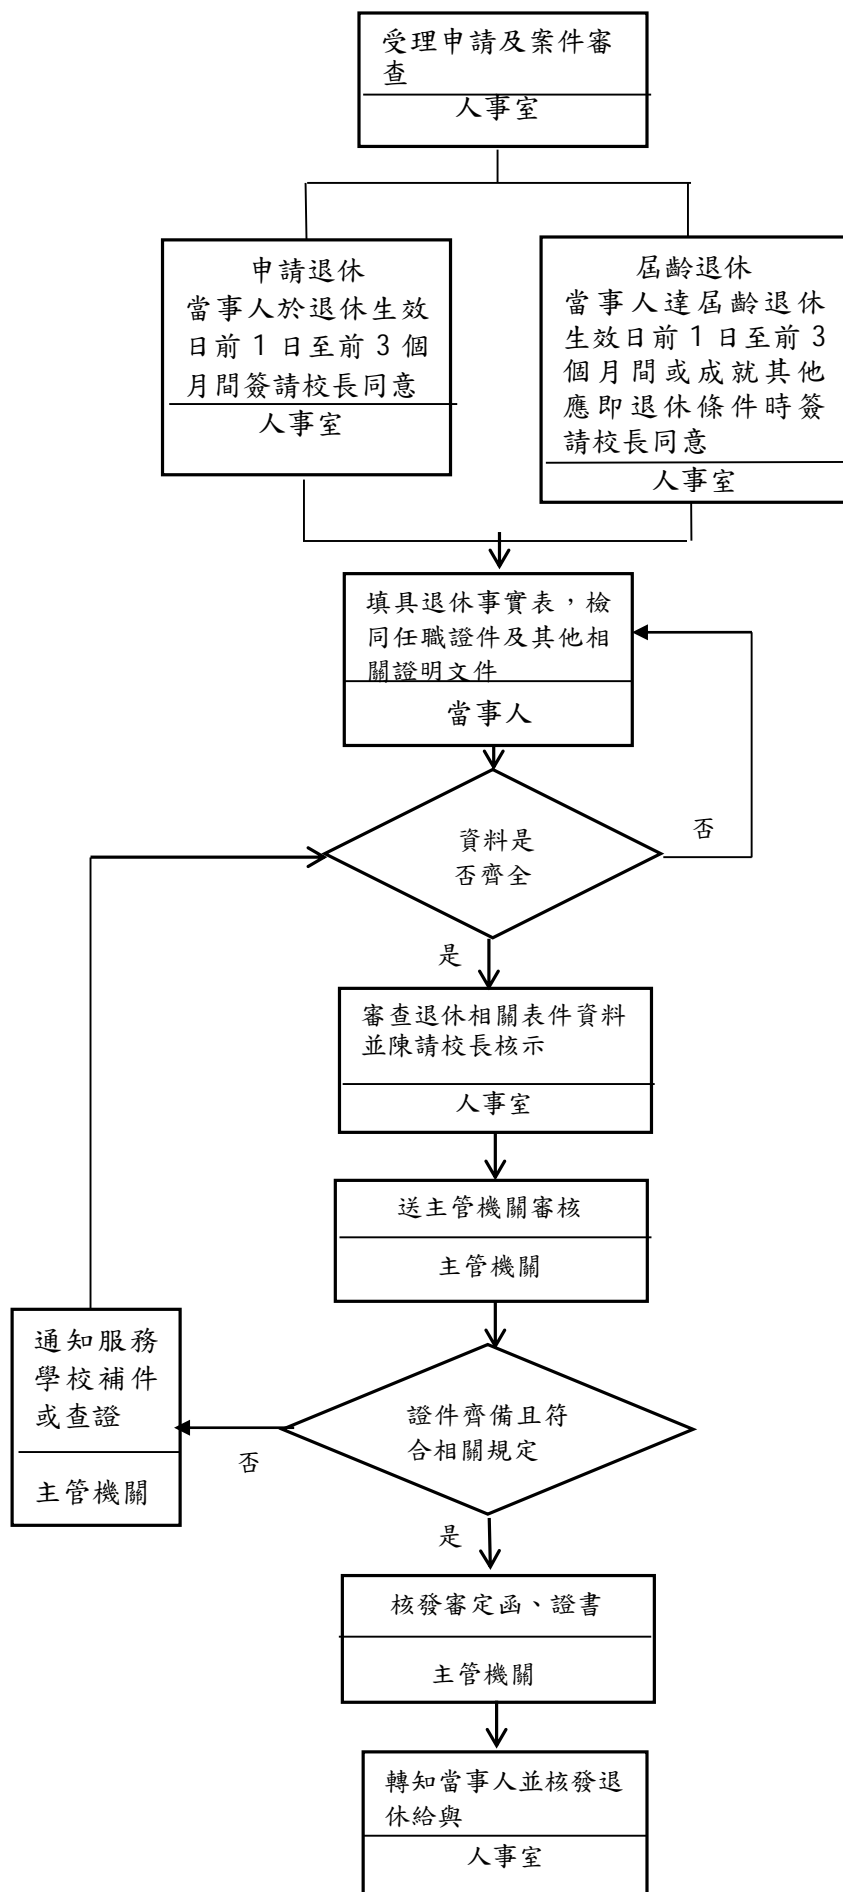 受理申請及案件審
查
人事室
申請退休
當事人於退休生效
日前 1 日至前 3 個
月間簽請校長同意
人事室
屆齡退休
當事人達屆齡退休
生效日前 1 日至前 3
個月間或成就其他
應即退休條件時簽
請校長同意
人事室
填具退休事實表，檢
同任職證件及其他相
關證明文件
當事人
資料是
否齊全
否
是
審查退休相關表件資料
並陳請校長核示
人事室
送主管機關審核
主管機關
通知服務
學校補件
或查證
主管機關
否
證件齊備且符
合相關規定
是
核發審定函、證書
主管機關
轉知當事人並核發退
休給與
人事室